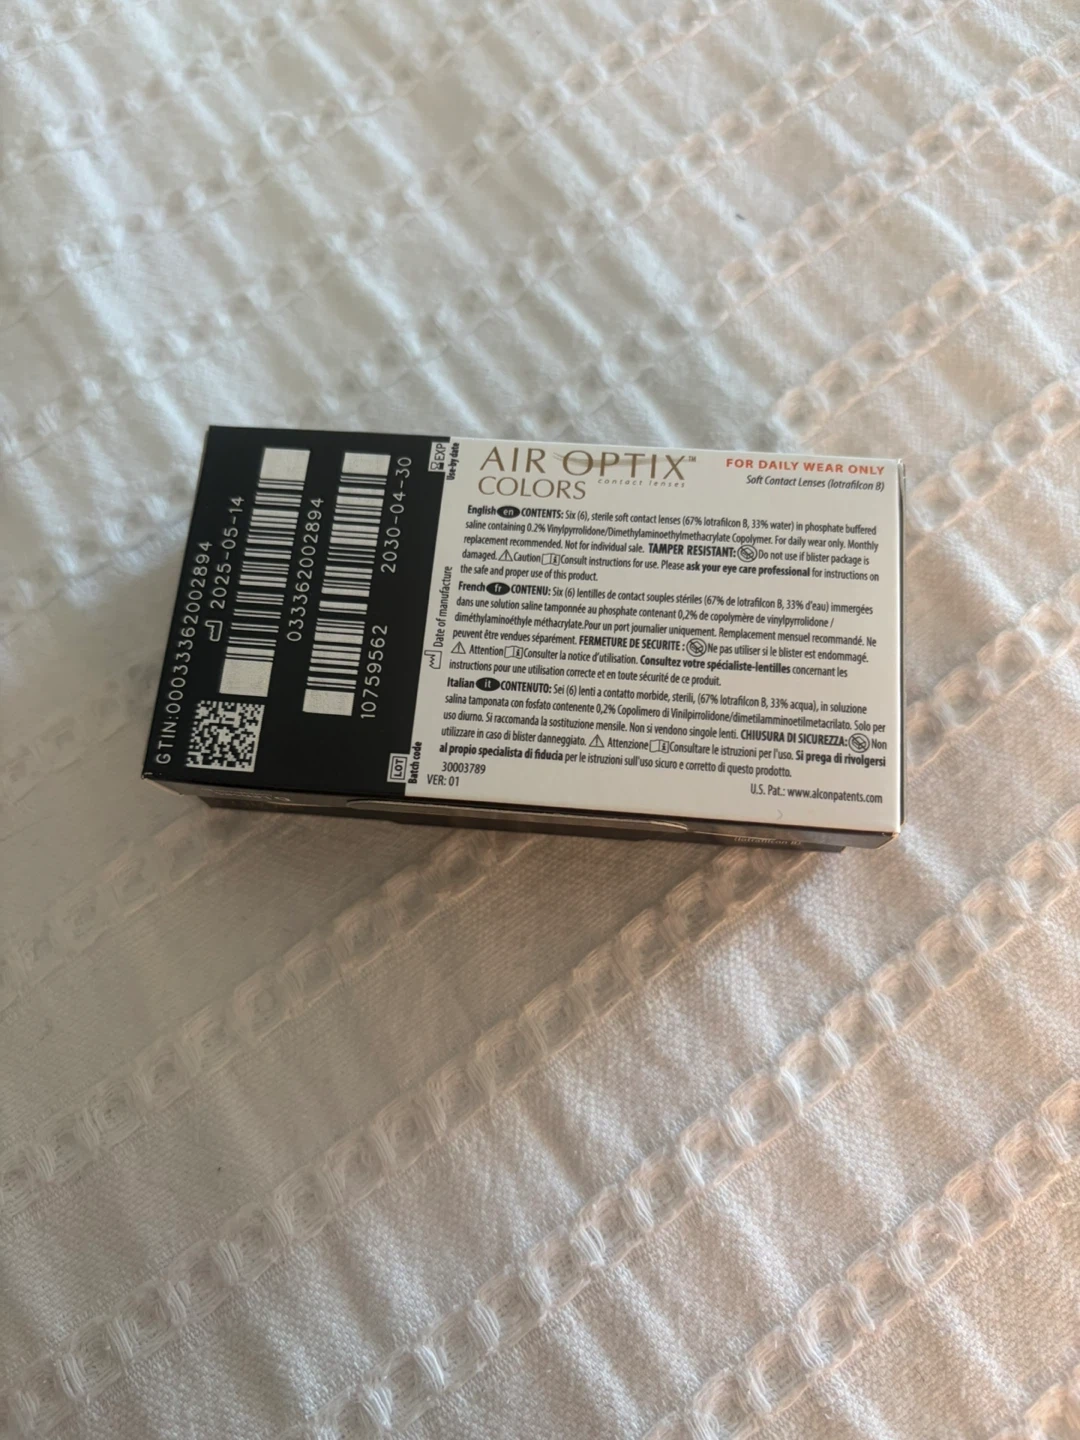 AIR OPTIX™
contact lenses
COLORS
FOR DAILY WEAR ONLY
Soft Contact Lenses (lotrafilcon B)
English en CONTENTS: Six (6), sterile soft contact lenses (67% lotrafilcon B, 33% water) in phosphate buffered
saline containing 0.2% Vinylpyrrolidone/Dimethylaminoethylmethacrylate Copolymer. For daily wear only. Monthly
replacement recommended. Not for individual sale. TAMPER RESISTANT: Do not use if blister package is
damaged. Caution Consult instructions for use. Please ask your eye care professional for instructions on
the safe and proper use of this product.
French fr CONTENU: Six (6) lentilles de contact souples stériles (67% de lotrafilcon B, 33% d'eau) immergées
dans une solution saline tamponnée au phosphate contenant 0,2% de copolymère de vinylpyrrolidone /
diméthylaminoéthyle méthacrylate.Pour un port journalier uniquement. Remplacement mensuel recommandé. Ne
peuvent être vendues séparément. FERMETURE DE SECURITE : Ne pas utiliser si le blister est endommagé.
Attention Consulter la notice d'utilisation. Consultez votre spécialiste-lentilles concernant les
instructions pour une utilisation correcte et en toute sécurité de ce produit.
Italian it CONTENUTO: Sei (6) lenti a contatto morbide, sterili, (67% lotrafilcon B, 33% acqua), in soluzione
salina tamponata con fosfato contenente 0,2% Copolimero di Vinilpirrolidone/dimetilamminoetilmetacrilato. Solo per
uso diurno. Si raccomanda la sostituzione mensile. Non si vendono singole lenti. CHIUSURA DI SICUREZZA: Non
utilizzare in caso di blister danneggiato. Attenzione Consultare le istruzioni per l'uso. Si prega di rivolgersi
al propio specialista di fiducia per le istruzioni sull'uso sicuro e corretto di questo prodotto.
30003789
VER: 01
U.S. Pat.: www.alconpatents.com
GTIN:00033362002894
2025-05-14
033362002894
2030-04-30
10759562
EXP
Use-by date
Date of manufacture
LOT
Batch code